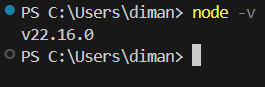 PS C:\Users\diman> node -v
v22.16.0
PS C:\Users\diman>